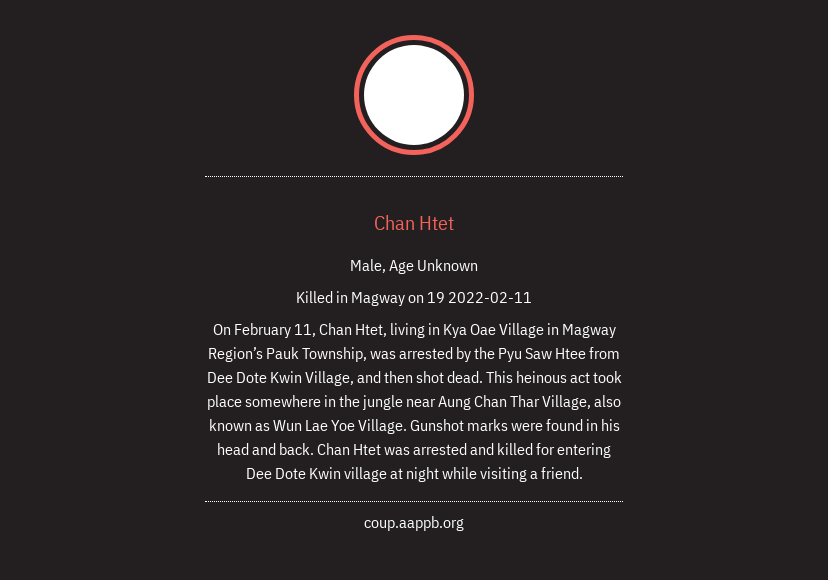 Chan Htet
Male, Age Unknown
Killed in Magway on 19 2022-02-11
On February 11, Chan Htet, living in Kya Oae Village in Magway
Region’s Pauk Township, was arrested by the Pyu Saw Htee from
Dee Dote Kwin Village, and then shot dead. This heinous act took
place somewhere in the jungle near Aung Chan Thar Village, also
known as Wun Lae Yoe Village. Gunshot marks were found in his
head and back. Chan Htet was arrested and killed for entering
Dee Dote Kwin village at night while visiting a friend.
coup.aappb.org